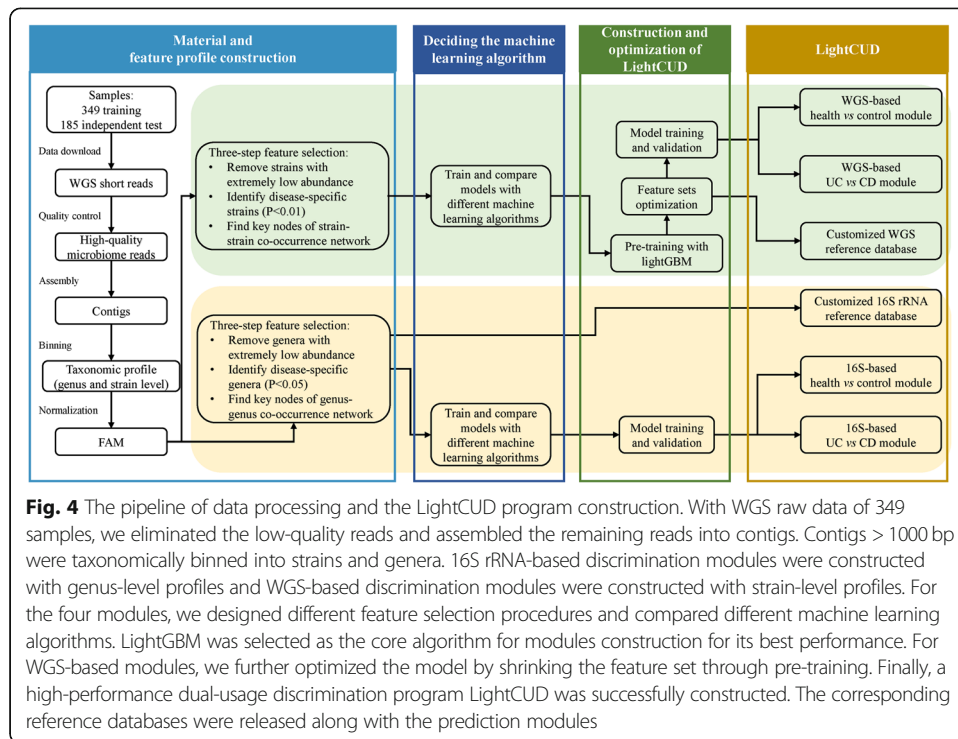 Material and
feature profile construction
Deciding the machine
learning algorithm
Construction and
optimization of
LightCUD
LightCUD
Samples:
349 training
185 independent test
Data download
WGS short reads
Quality control
High-quality
microbiome reads
Assembly
Contigs
Binning
Taxonomic profile
(genus and strain level)
Normalization
FAM
Three-step feature selection:
• Remove strains with
extremely low abundance
• Identify disease-specific
strains (P<0.01)
• Find key nodes of strain-
strain co-occurrence network
Three-step feature selection:
• Remove genera with
extremely low abundance
• Identify disease-specific
genera (P<0.05)
• Find key nodes of genus-
genus co-occurrence network
Train and compare
models with
different machine
learning algorithms
Train and compare
models with
different machine
learning algorithms
Model training
and validation
Feature sets
optimization
Pre-training with
lightGBM
Model training
and validation
WGS-based
health vs control module
WGS-based
UC vs CD module
Customized WGS
reference database
Customized 16S rRNA
reference database
16S-based
health vs control module
16S-based
UC vs CD module
Fig. 4 The pipeline of data processing and the LightCUD program construction. With WGS raw data of 349
samples, we eliminated the low-quality reads and assembled the remaining reads into contigs. Contigs > 1000 bp
were taxonomically binned into strains and genera. 16S rRNA-based discrimination modules were constructed
with genus-level profiles and WGS-based discrimination modules were constructed with strain-level profiles. For
the four modules, we designed different feature selection procedures and compared different machine learning
algorithms. LightGBM was selected as the core algorithm for modules construction for its best performance. For
WGS-based modules, we further optimized the model by shrinking the feature set through pre-training. Finally, a
high-performance dual-usage discrimination program LightCUD was successfully constructed. The corresponding
reference databases were released along with the prediction modules